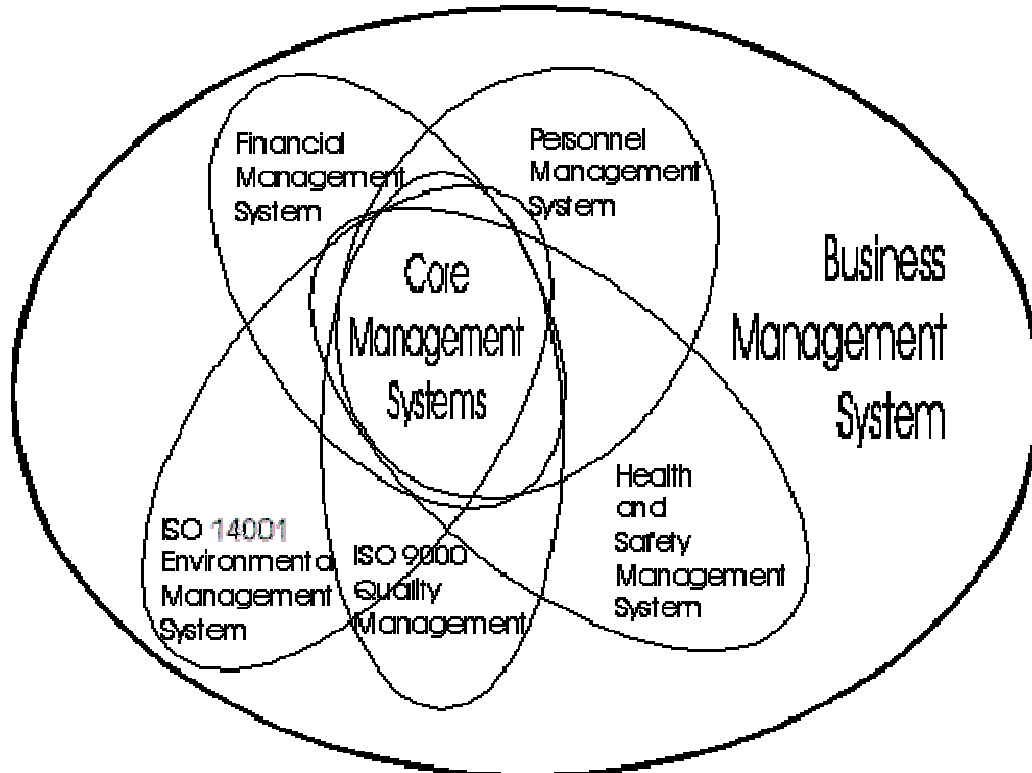 Financial
Management
System
Personnel
Management
System
Core
Management
Systems
Business
Management
System
ISO 14001
Environmental
Management
System
ISO 9000
Quality
Management
Health
and
Safety
Management
System